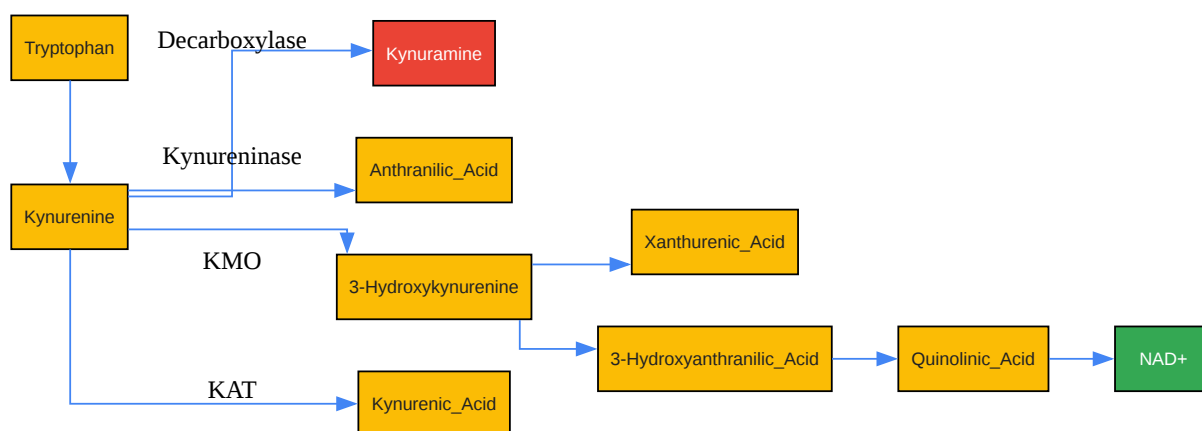 Tryptophan
Decarboxylase
Kynuramine
Kynureninase
Anthranilic_Acid
Kynurenine
Xanthurenic_Acid
KMO
3-Hydroxykynurenine
3-Hydroxyanthranilic_Acid
Quinolinic_Acid
NAD+
KAT
Kynurenic_Acid